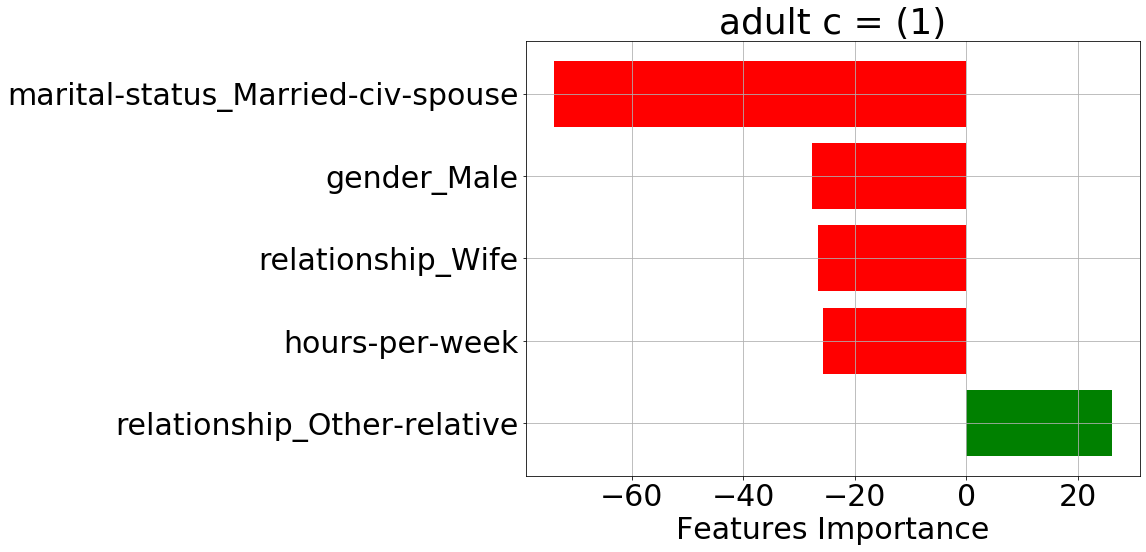 adult c = (1)
marital-status_Married-civ-spouse
gender_Male
relationship_Wife
hours-per-week
relationship_Other-relative
−60 −40 −20 0 20
Features Importance